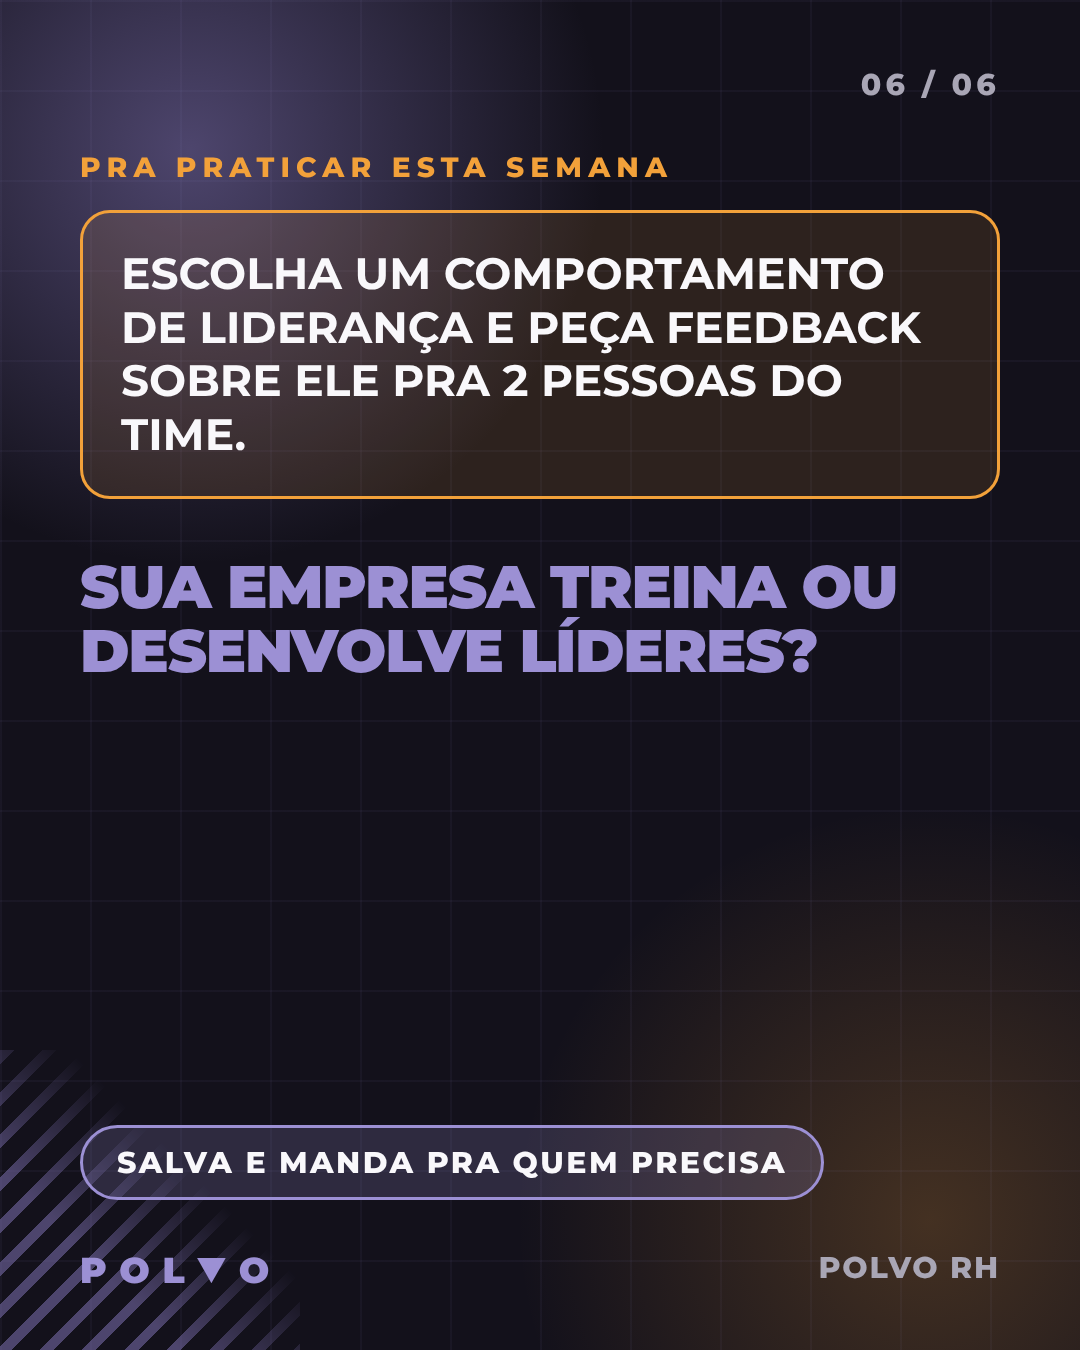 06 / 06
PRA PRATICAR ESTA SEMANA
ESCOLHA UM COMPORTAMENTO
DE LIDERANÇA E PEÇA FEEDBACK
SOBRE ELE PRA 2 PESSOAS DO
TIME.
SUA EMPRESA TREINA OU
DESENVOLVE LÍDERES?
SALVA E MANDA PRA QUEM PRECISA
POLVO
POLVO RH